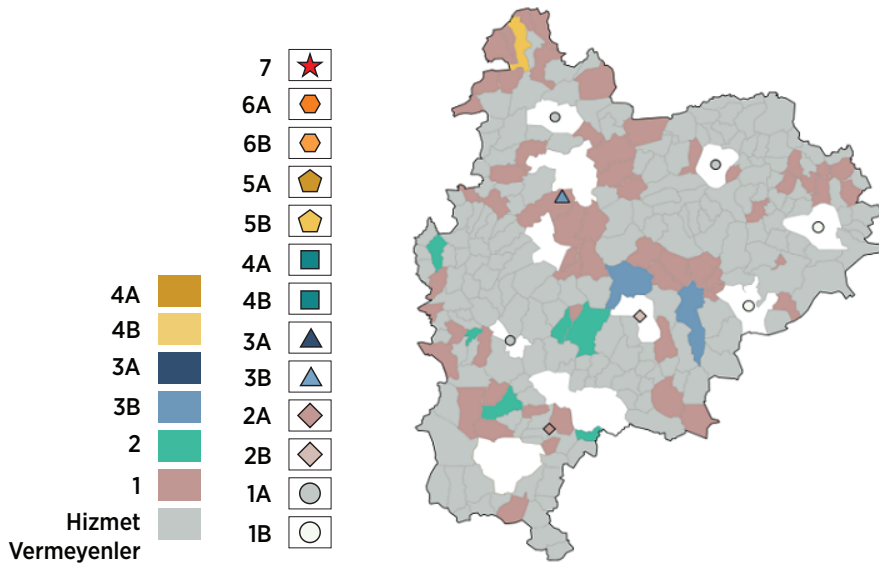 7
6A
6B
5A
5B
4A
4B
3A
3B
2A
2B
1A
1B
4A
4B
3A
3B
2
1
Hizmet
Vermeyenler